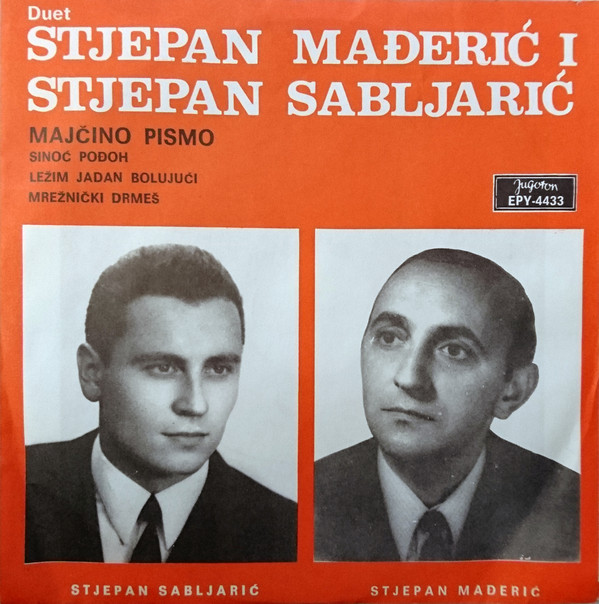 Duet
STJEPAN MAĐERIĆ I
STJEPAN SABLJARIĆ
MAJČINO PISMO
SINOĆ POĐOH
LEŽIM JADAN BOLUJUĆI
MREŽNIČKI DRMEŠ
Jugoton
EPY-4433
STJEPAN SABLJARIĆ
STJEPAN MAĐERIĆ